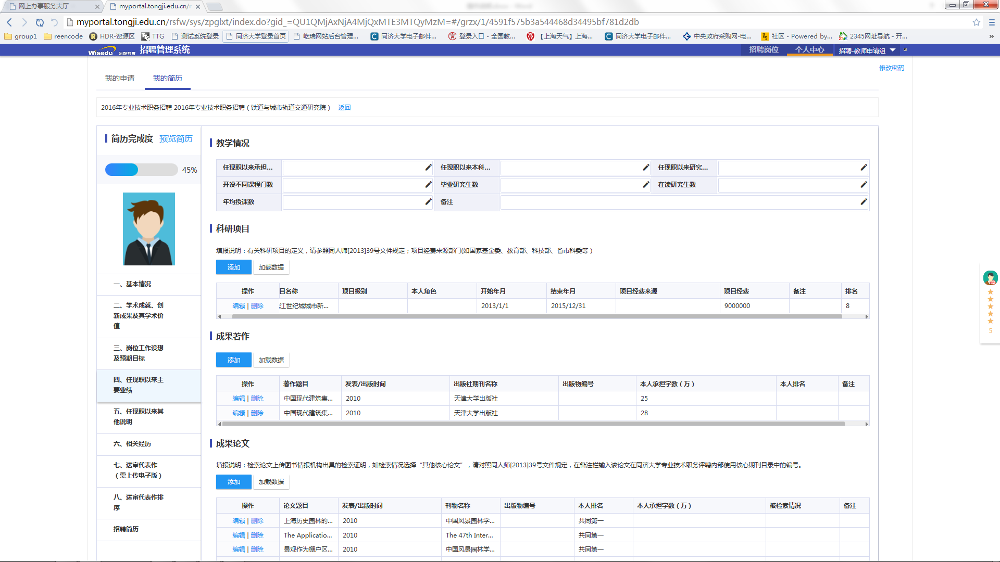 网上办事服务大厅
myportal.tongji.edu.cn/r
myportal.tongji.edu.cn/rsfw/sys/zpglxt/index.do?gid_=QU1QMjAxNjA4MjQxMTE3MTQyMzM=#/grzx/1/4591f575b3a544468d34495bf781d2db
group1 reencode HDR-资源区 TTG 测试系统登录 同济大学登录首页 屹瑞网站后台管理... 同济大学电子邮件... 登录入口 - 全国教... 【上海天气】上海... 同济大学电子邮件... 中央政府采购网-电... 社区 - Powered by... 2345网址导航 - 开... »
Wisedu 金智教育 招聘管理系统 招聘岗位 个人中心 招聘-教师申请组
修改密码
我的申请 我的简历
2016年专业技术职务招聘 2016年专业技术职务招聘（铁道与城市轨道交通研究院） 返回
简历完成度 预览简历
45%
一、基本情况
二、学术成就、创
新成果及其学术价
值
三、岗位工作设想
及预期目标
四、任现职以来主
要业绩
五、任现职以来其
他说明
六、相关经历
七、送审代表作
（需上传电子版）
八、送审代表作排
序
招聘简历
教学情况
任现职以来承担... 任现职以来本科... 任现职以来研究...
开设不同课程门数 毕业研究生数 在读研究生数
年均授课数 备注
科研项目
填报说明：有关科研项目的定义，请参照同人师[2013]39号文件规定；项目经费来源部门(如国家基金委、教育部、科技部、省市科委等）
添加 加载数据
操作 目名称 项目级别 本人角色 开始年月 结束年月 项目经费来源 项目经费 备注 排名
编辑 | 删除 江世纪城城市新... 2013/1/1 2015/12/31 9000000 8
成果著作
添加 加载数据
操作 著作题目 发表/出版时间 出版社期刊名称 出版物编号 本人承担字数（万） 本人排名 备注
编辑 | 删除 中国现代建筑集... 2010 天津大学出版社 25
编辑 | 删除 中国现代建筑集... 2010 天津大学出版社 28
成果论文
填报说明：检索论文上传图书情报机构出具的检索证明，如检索情况选择“其他核心论文”，请对照同人师[2013]39号文件规定，在备注栏输入该论文在同济大学专业技术职务评聘内部使用核心期刊目录中的编号。
添加 加载数据
操作 论文题目 发表/出版时间 刊物名称 出版物编号 本人排名 本人承担字数（万） 被检索情况 备注
编辑 | 删除 上海历史园林的... 2010 中国风景园林学... 共同第一
编辑 | 删除 The Applicatio... 2010 The 47th Inter... 共同第一
编辑 | 删除 景观作为棚户区... 2010 中国风景园林学... 共同第一
5